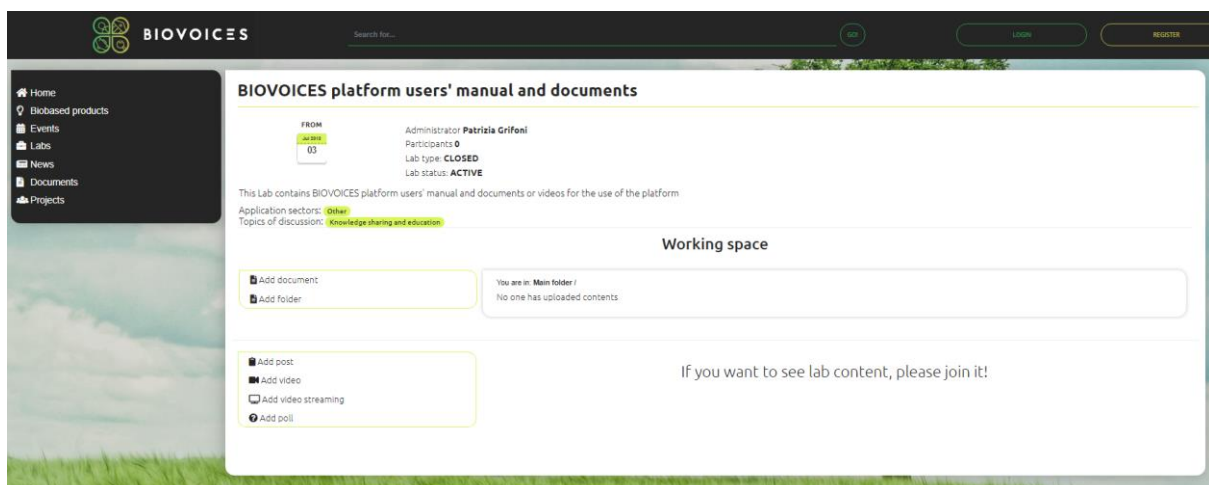 BIOVOICES
Search for...
GO!
LOGIN
REGISTER
Home
Biobased products
Events
Labs
News
Documents
Projects
BIOVOICES platform users' manual and documents
FROM
03
Administrator Patrizia Grifoni
Participants 0
Lab type: CLOSED
Lab status: ACTIVE
This Lab contains BIOVOICES platform users' manual and documents or videos for the use of the platform
Application sectors: Other
Topics of discussion: Knowledge sharing and education
Working space
Add document
Add folder
You are in: Main folder /
No one has uploaded contents
Add post
Add video
Add video streaming
Add poll
If you want to see lab content, please join it!